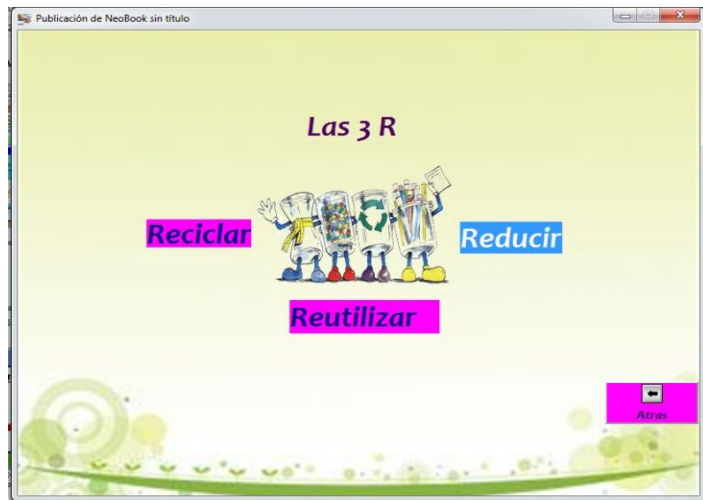 Publicación de NeoBook sin título
Las 3 R
Reciclar
Reducir
Reutilizar
Atras